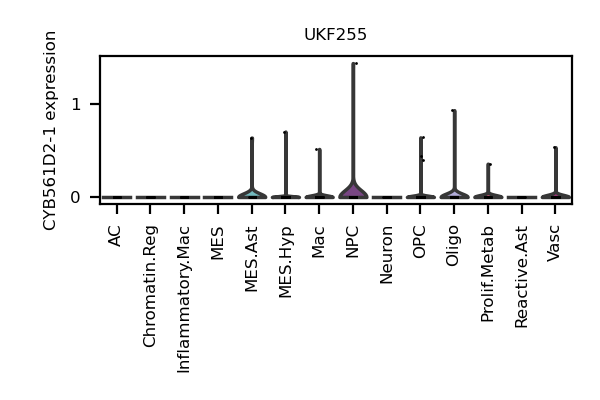 UKF255
CYB561D2-1 expression
1
0
AC
Chromatin.Reg
Inflammatory.Mac
MES
MES.Ast
MES.Hyp
Mac
NPC
Neuron
OPC
Oligo
Prolif.Metab
Reactive.Ast
Vasc